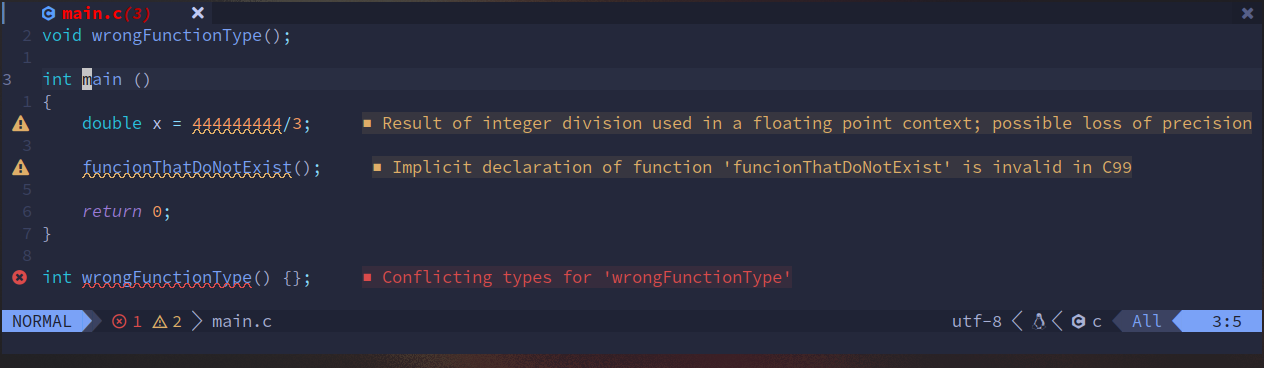 main.c(3)
2 void wrongFunctionType();
1
3 int main ()
1 {
double x = 444444444/3; ■ Result of integer division used in a floating point context; possible loss of precision
3
funcionThatDoNotExist(); ■ Implicit declaration of function 'funcionThatDoNotExist' is invalid in C99
5
6 return 0;
7 }
8
int wrongFunctionType() {}; ■ Conflicting types for 'wrongFunctionType'
NORMAL 1 2 main.c utf-8 c All 3:5